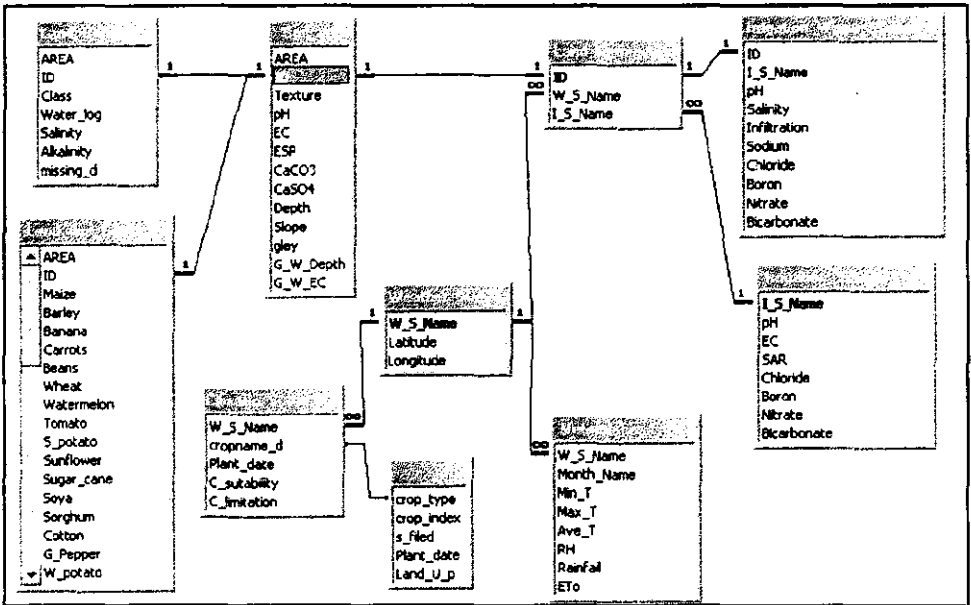 AREA
ID
Class
Water_log
Salinity
Alkalinity
missing_d
1
1
AREA
Texture
pH
EC
ESP
CaCO3
CaSO4
Depth
Slope
gley
G_W_Depth
G_W_EC
1
1
ID
W_S_Name
I_S_Name
∞
1
∞
1
ID
I_S_Name
pH
Salinity
Infiltration
Sodium
Chloride
Boron
Nitrate
Bicarbonate
1
AREA
ID
Maize
Barley
Banana
Carrots
Beans
Wheat
Watermelon
Tomato
S_potato
Sunflower
Sugar_cane
Soya
Sorghum
Cotton
G_Pepper
W_potato
1
W_S_Name
Latitude
Longitude
1
1
I_S_Name
pH
EC
SAR
Chloride
Boron
Nitrate
Bicarbonate
∞
W_S_Name
cropname_d
Plant_date
C_sutability
C_limitation
crop_type
crop_index
s_filed
Plant_date
Land_U_p
∞
W_S_Name
Month_Name
Min_T
Max_T
Ave_T
RH
Rainfall
ETo